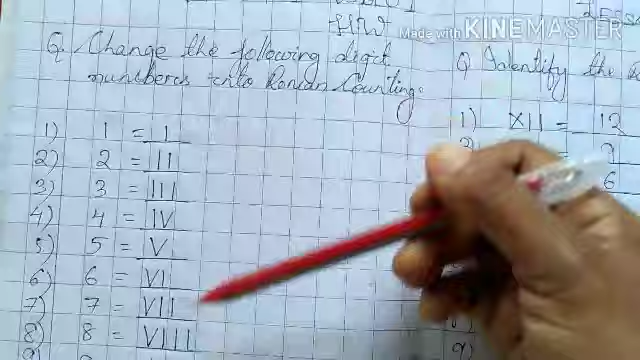 H/W
Made with KINEMASTER
Q. Change the following digit
numbers into Roman Counting.
1) 1 = I
2) 2 = II
3) 3 = III
4) 4 = IV
5) 5 = V
6) 6 = VI
7) 7 = VII
8) 8 = VIII
Q Identify the
1) XII = 12
9
6